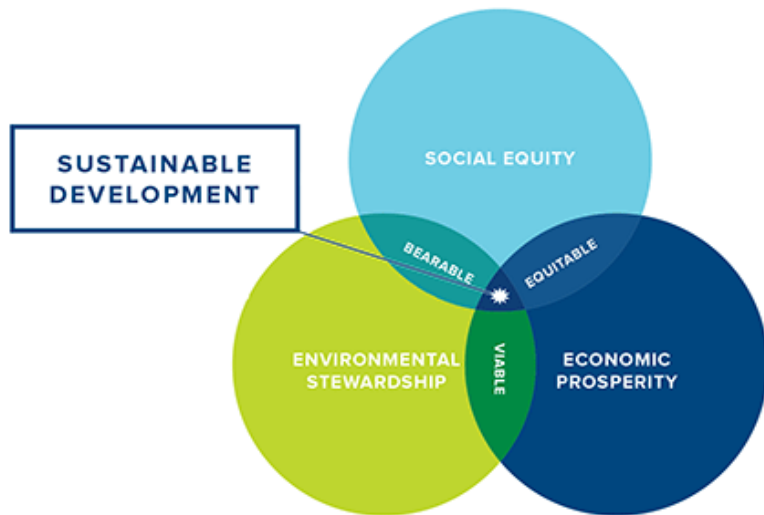 SOCIAL EQUITY
SUSTAINABLE
DEVELOPMENT
BEARABLE
EQUITABLE
ENVIRONMENTAL
STEWARDSHIP
VIABLE
ECONOMIC
PROSPERITY